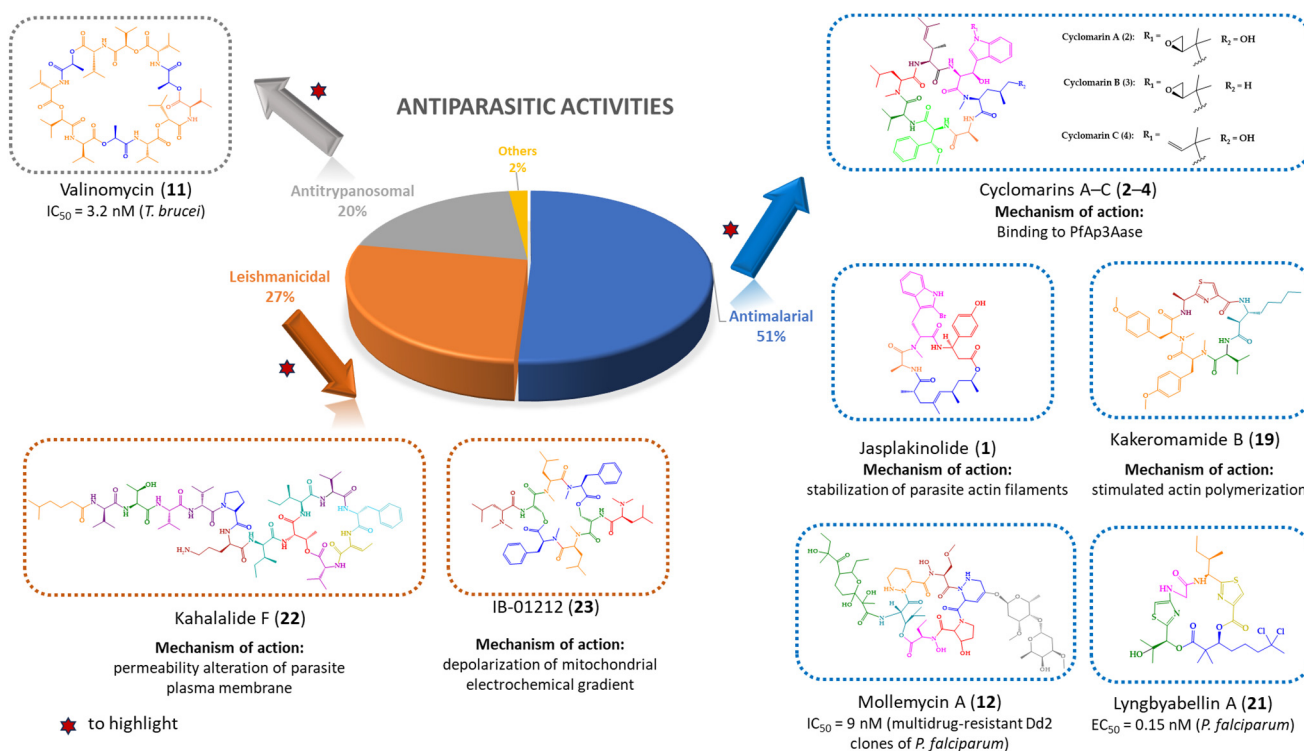 ANTIPARASITIC ACTIVITIES
Valinomycin (11)
IC50 = 3.2 nM (T. brucei)
Others
2%
Antitrypanosomal
20%
Leishmanicidal
27%
Antimalarial
51%
Cyclomarin A (2): R1 = R2 = OH
Cyclomarin B (3): R1 = R2 = H
Cyclomarin C (4): R1 = R2 = OH
Cyclomarins A–C (2–4)
Mechanism of action:
Binding to PfAp3Aase
Jasplakinolide (1)
Mechanism of action:
stabilization of parasite actin filaments
Kakeromamide B (19)
Mechanism of action:
stimulated actin polymerization
Kahalalide F (22)
Mechanism of action:
permeability alteration of parasite
plasma membrane
IB-01212 (23)
Mechanism of action:
depolarization of mitochondrial
electrochemical gradient
Mollemycin A (12)
IC50 = 9 nM (multidrug-resistant Dd2
clones of P. falciparum)
Lyngbyabellin A (21)
EC50 = 0.15 nM (P. falciparum)
to highlight